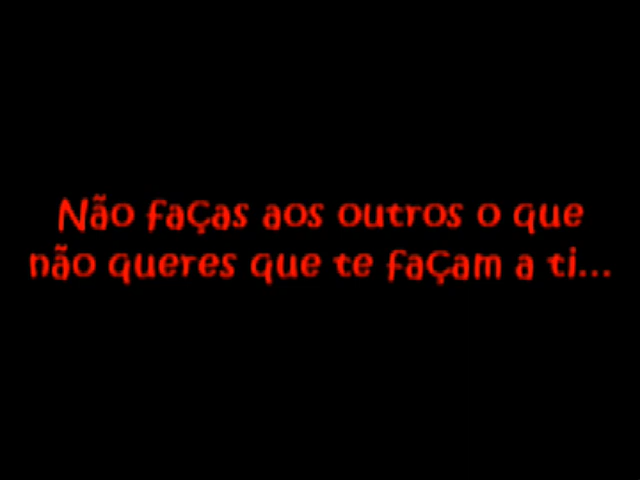 Não faças aos outros o que
não queres que te façam a ti...